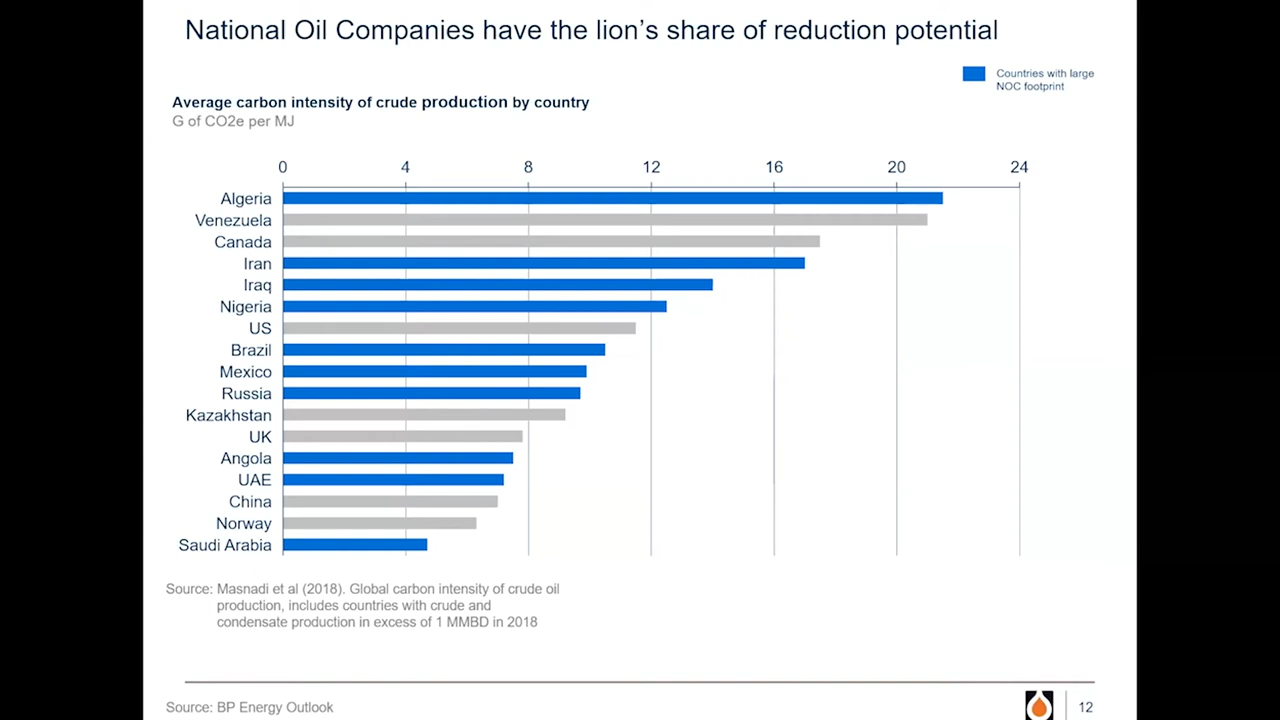 National Oil Companies have the lion's share of reduction potential
Countries with large
NOC footprint
Average carbon intensity of crude production by country
G of CO2e per MJ
0 4 8 12 16 20 24
Algeria
Venezuela
Canada
Iran
Iraq
Nigeria
US
Brazil
Mexico
Russia
Kazakhstan
UK
Angola
UAE
China
Norway
Saudi Arabia
Source: Masnadi et al (2018). Global carbon intensity of crude oil
production, includes countries with crude and
condensate production in excess of 1 MMBD in 2018
Source: BP Energy Outlook
12